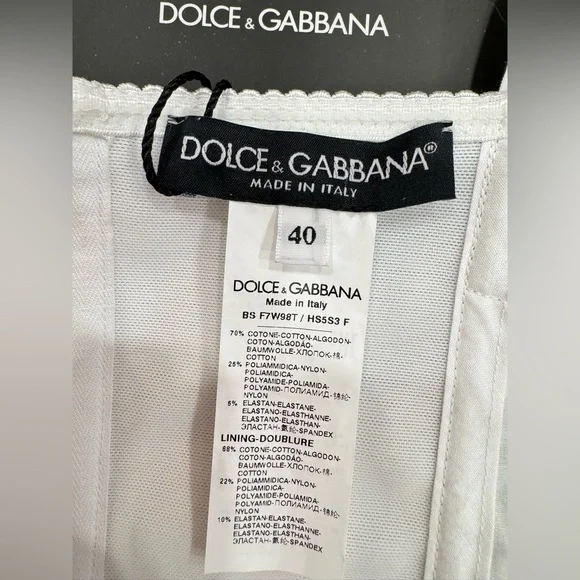 DOLCE & GABBANA
DOLCE & GABBANA®
MADE IN ITALY
40
DOLCE & GABBANA
Made in Italy
BS F7W98T / HS5S3 F
70% COTONE-COTTON-ALGODON-
COTON-ALGODÃO-
BAUMWOLLE-ХЛОПОК-棉-
COTTON
25% POLIAMMIDICA-NYLON-
POLIAMMIDICA-
POLYAMIDE-POLIAMIDA-
POLYAMID-ПОЛИАМИД-锦纶-
NYLON
5% ELASTAN-ELASTANE-
ELASTANO-ELASTHANNE-
ELASTANO-ELASTHAN-
ЭЛАСТАН-氨纶-SPANDEX
LINING-DOUBLURE
68% COTONE-COTTON-ALGODON-
COTON-ALGODÃO-
BAUMWOLLE-ХЛОПОК-棉-
COTTON
22% POLIAMMIDICA-NYLON-
POLIAMMIDICA-
POLYAMIDE-POLIAMIDA-
POLYAMID-ПОЛИАМИД-锦纶-
NYLON
10% ELASTAN-ELASTANE-
ELASTANO-ELASTHANNE-
ELASTANO-ELASTHAN-
ЭЛАСТАН-氨纶-SPANDEX